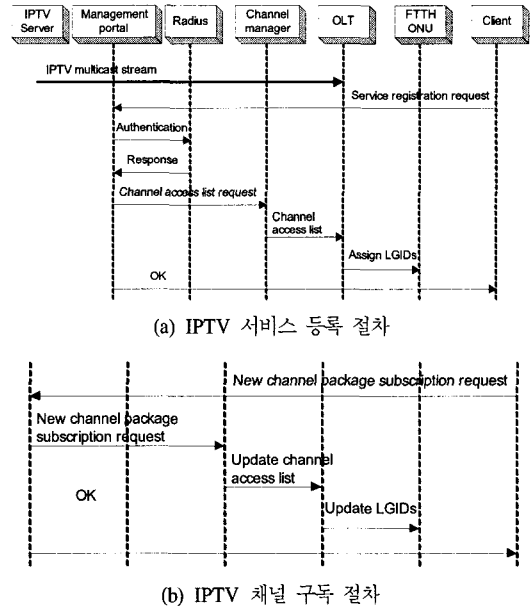 IPTV Server
Management portal
Radius
Channel manager
OLT
FTTH ONU
Client
IPTV multicast stream
Service registration request
Authentication
Response
Channel access list request
Channel
access list
Assign LGIDs
OK
(a) IPTV 서비스 등록 절차
New channel package subscription request
New channel package
subscription request
Update channel
access list
OK
Update LGIDs
(b) IPTV 채널 구독 절차